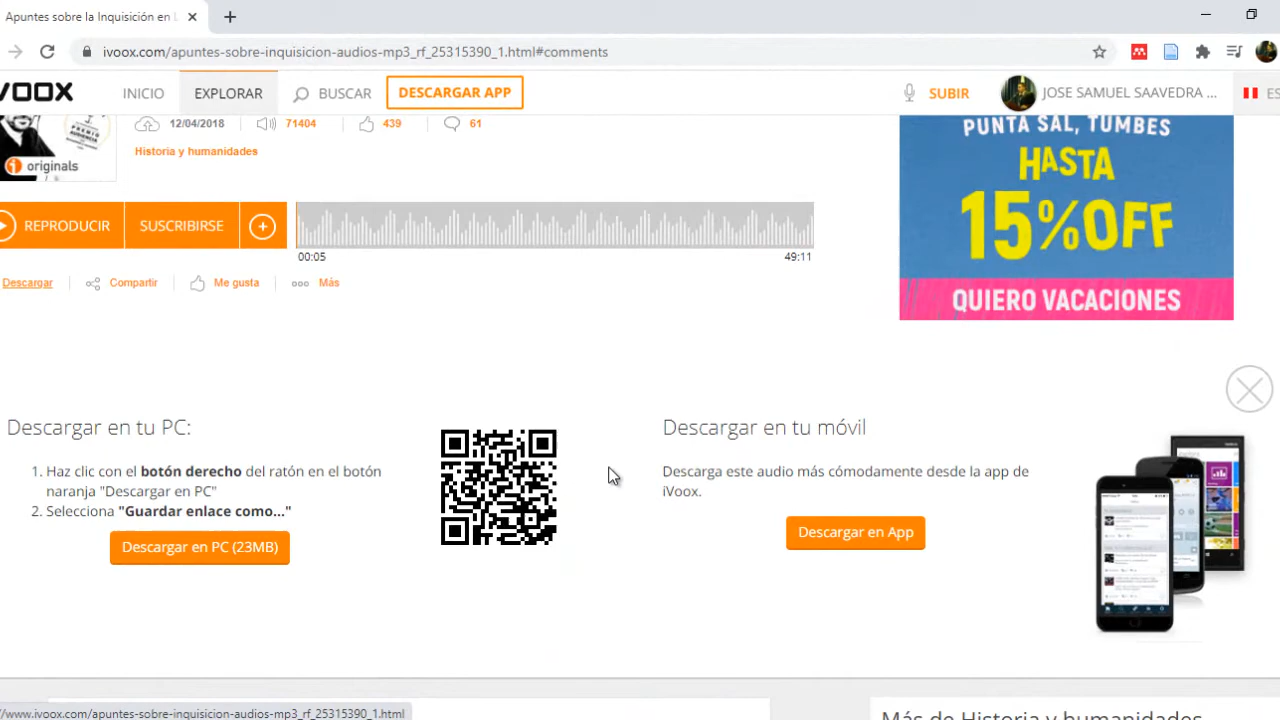 Apuntes sobre la Inquisición en L
ivoox.com/apuntes-sobre-inquisicion-audios-mp3_rf_25315390_1.html#comments
VOOX INICIO EXPLORAR BUSCAR DESCARGAR APP SUBIR JOSE SAMUEL SAAVEDRA ... ES
PREMIO
originals
12/04/2018 71404 439 61
Historia y humanidades
REPRODUCIR SUSCRIBIRSE
00:05 49:11
Descargar Compartir Me gusta Más
PUNTA SAL, TUMBES
HASTA
15%OFF
QUIERO VACACIONES
Descargar en tu PC:
1. Haz clic con el botón derecho del ratón en el botón
naranja "Descargar en PC"
2. Selecciona "Guardar enlace como..."
Descargar en PC (23MB)
Descargar en tu móvil
Descarga este audio más cómodamente desde la app de
iVoox.
Descargar en App
/www.ivoox.com/apuntes-sobre-inquisicion-audios-mp3_rf_25315390_1.html
Más de Historia y humanidades